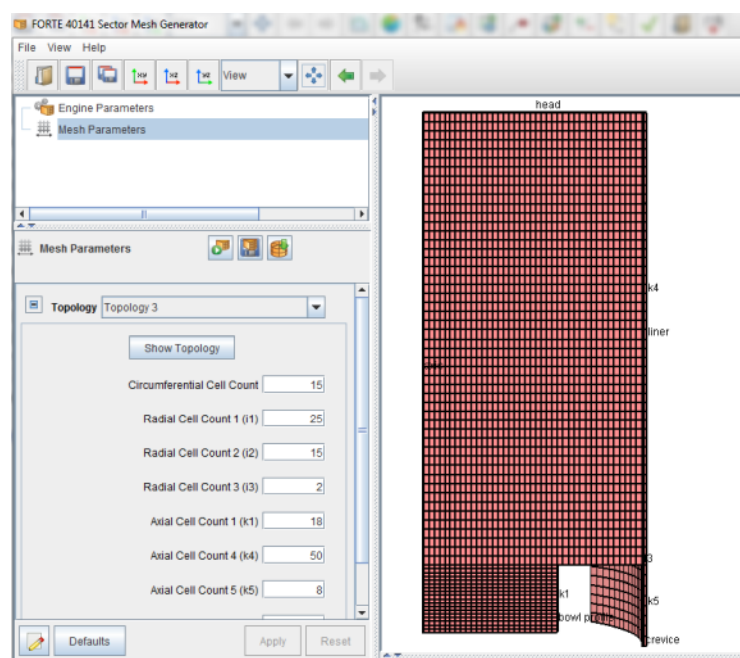 FORTE 40141 Sector Mesh Generator
File View Help
View
Engine Parameters
Mesh Parameters
Mesh Parameters
Topology Topology 3
Show Topology
Circumferential Cell Count 15
Radial Cell Count 1 (i1) 25
Radial Cell Count 2 (i2) 15
Radial Cell Count 3 (i3) 2
Axial Cell Count 1 (k1) 18
Axial Cell Count 4 (k4) 50
Axial Cell Count 5 (k5) 8
Defaults Apply Reset
head
k4
liner
k1
k5
crevice